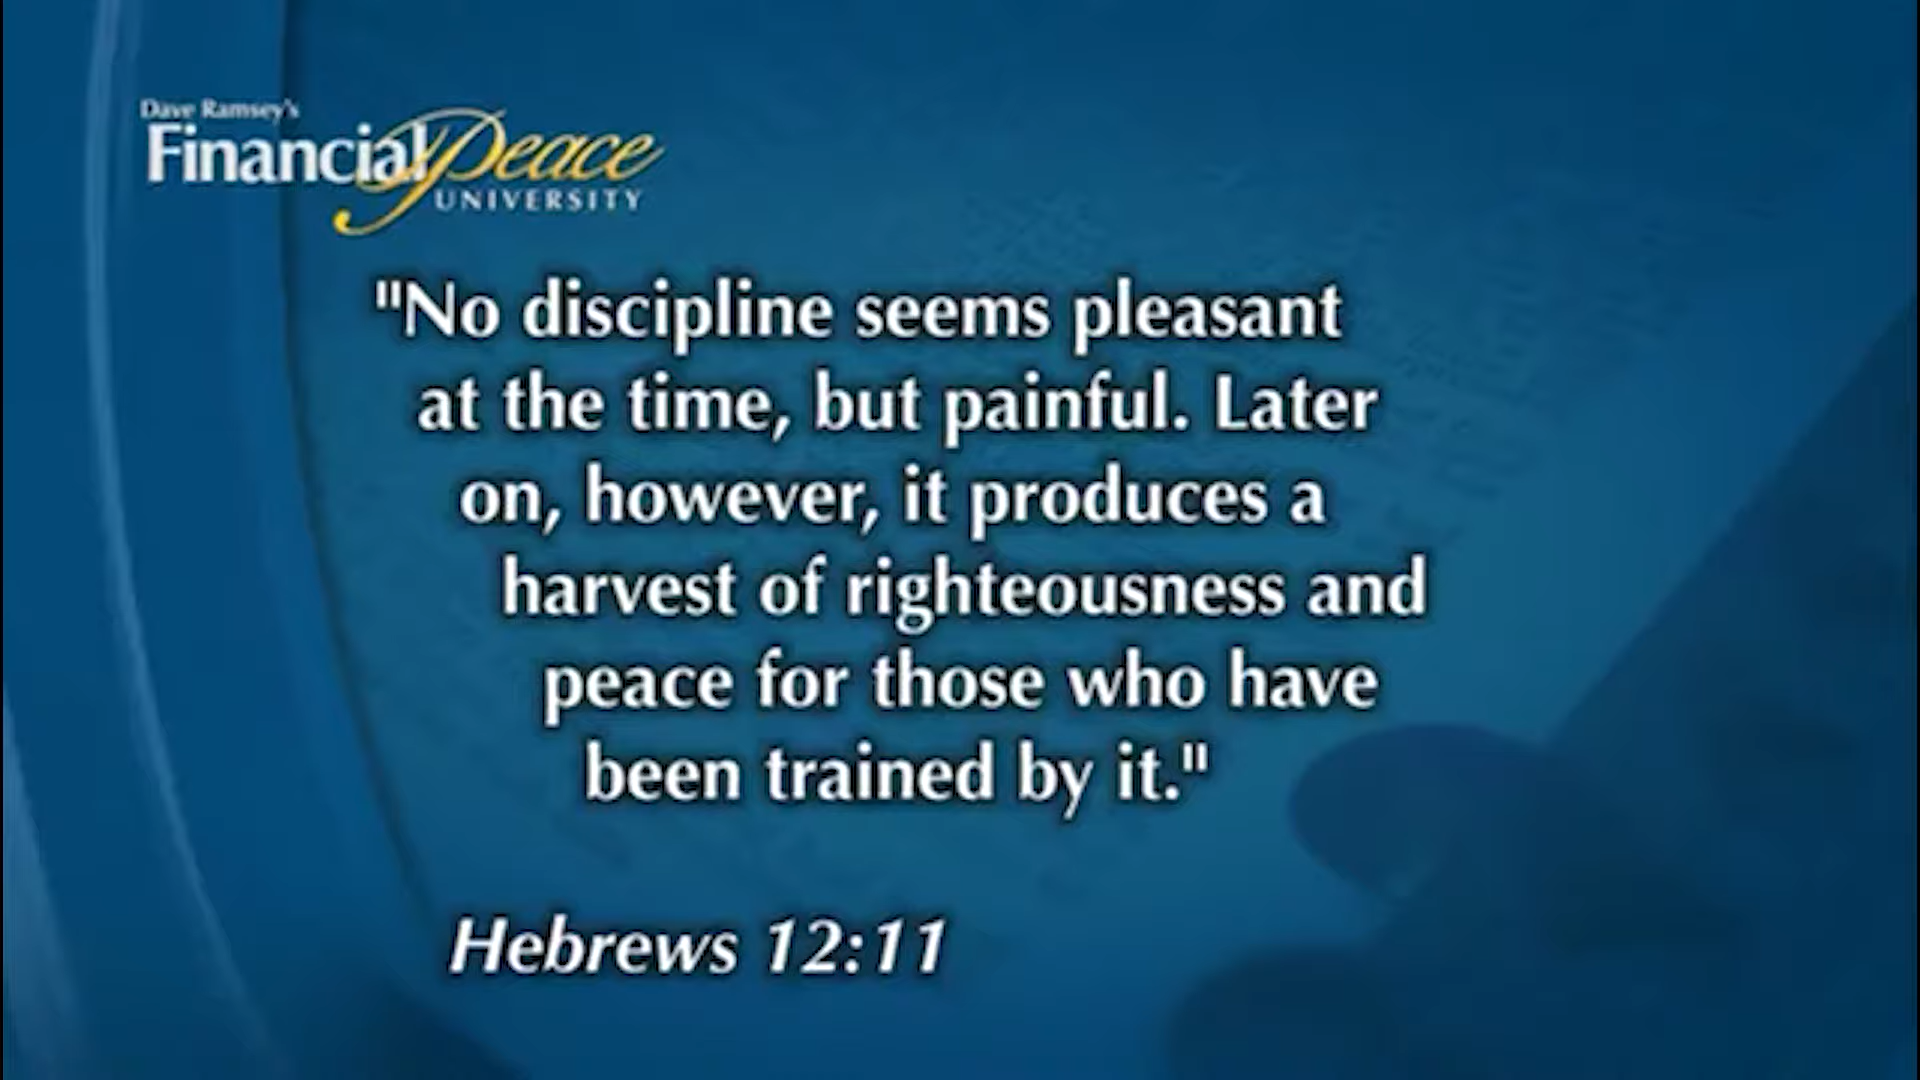 Dave Ramsey's
Financial Peace
UNIVERSITY
"No discipline seems pleasant
at the time, but painful. Later
on, however, it produces a
harvest of righteousness and
peace for those who have
been trained by it."
Hebrews 12:11